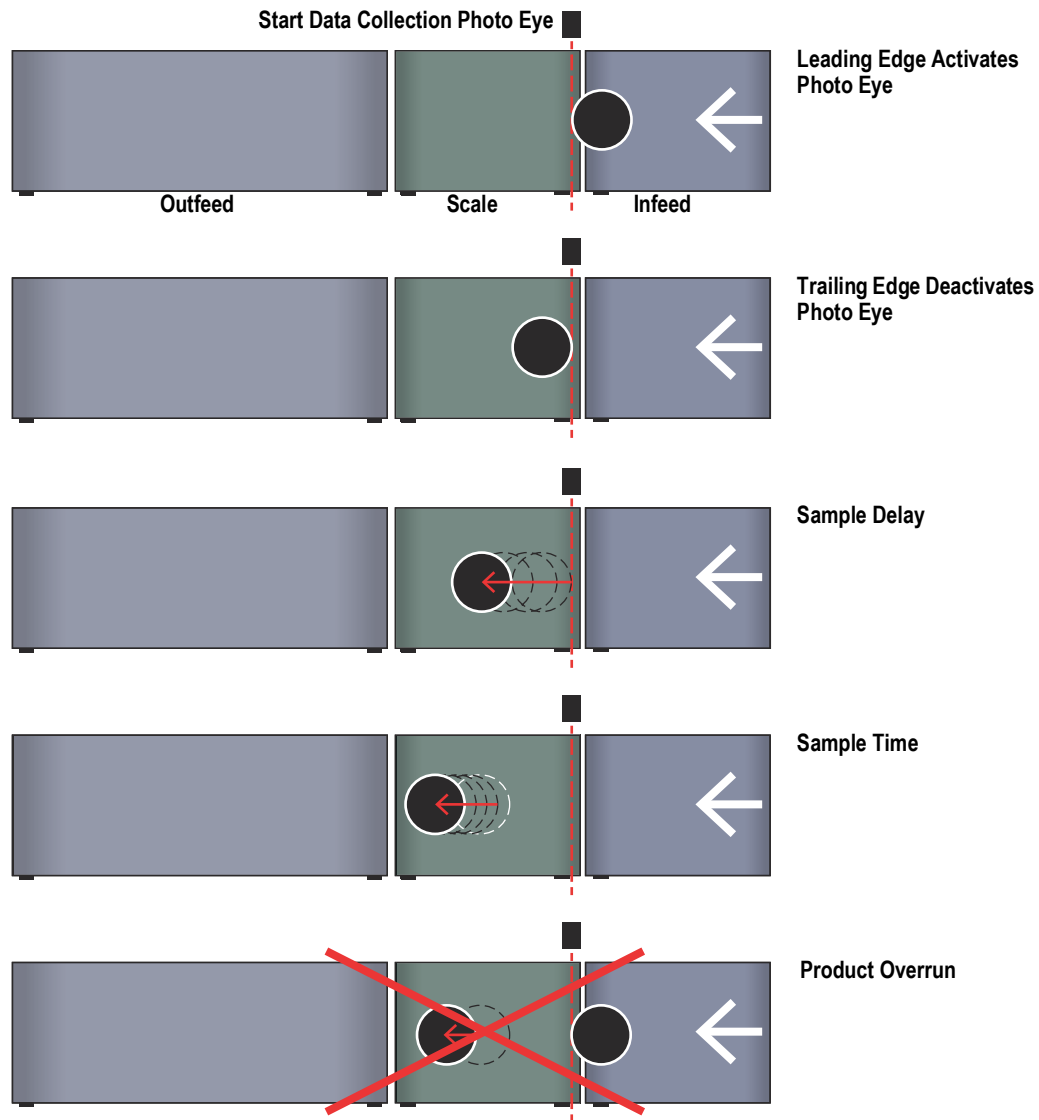 Start Data Collection Photo Eye
Leading Edge Activates
Photo Eye
Outfeed
Scale
Infeed
Trailing Edge Deactivates
Photo Eye
Sample Delay
Sample Time
Product Overrun